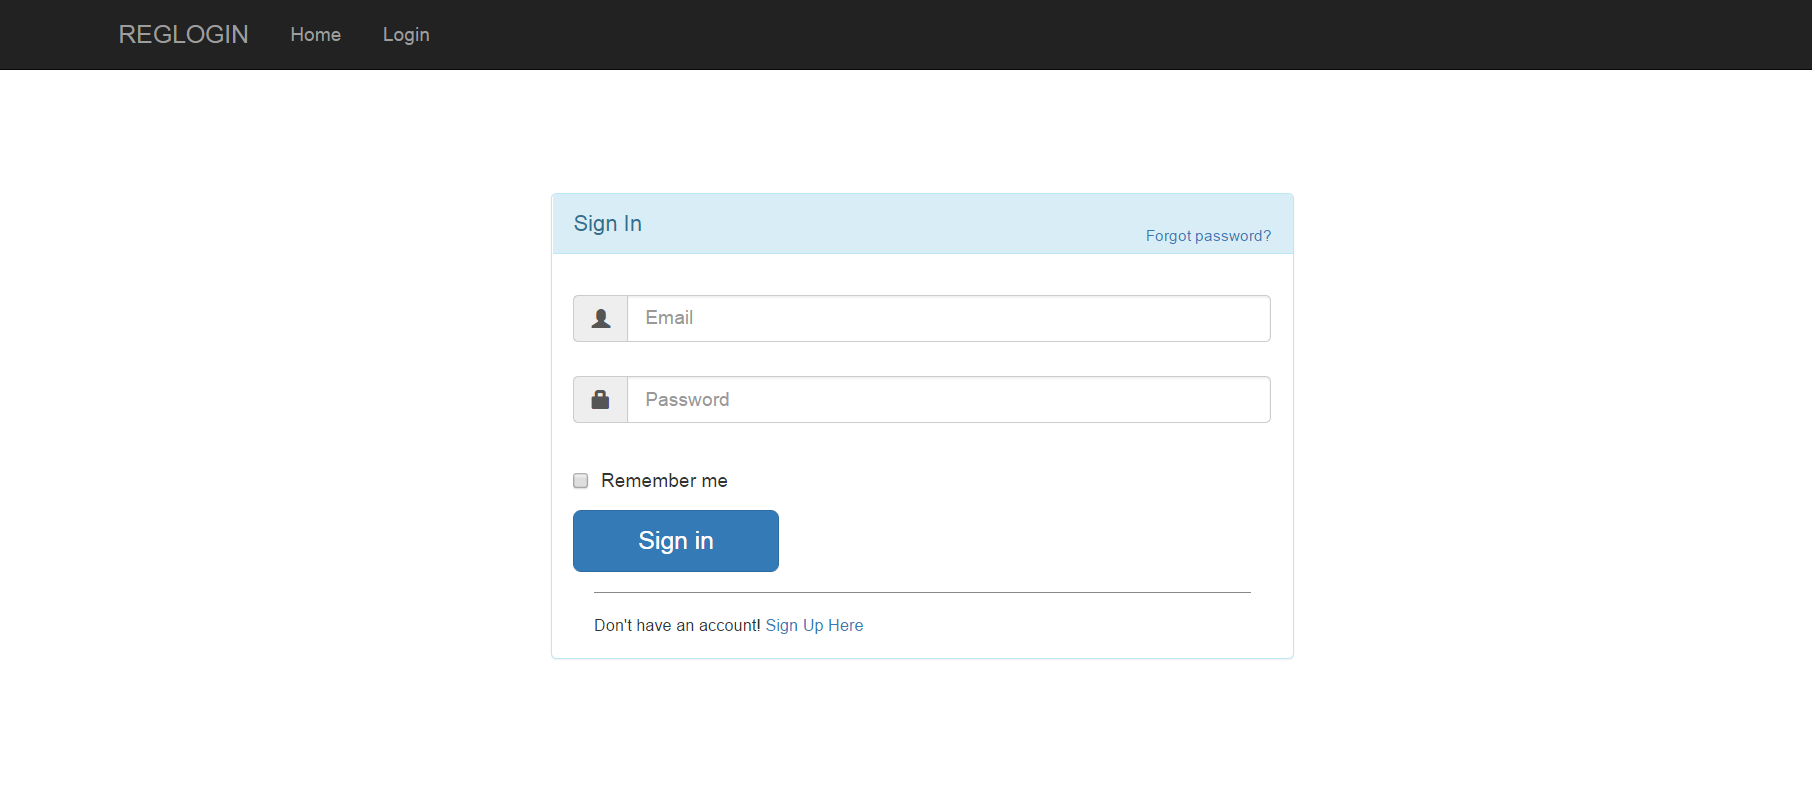 REGLOGIN Home Login
Sign In
Forgot password?
Email
Password
Remember me
Sign in
Don't have an account! Sign Up Here